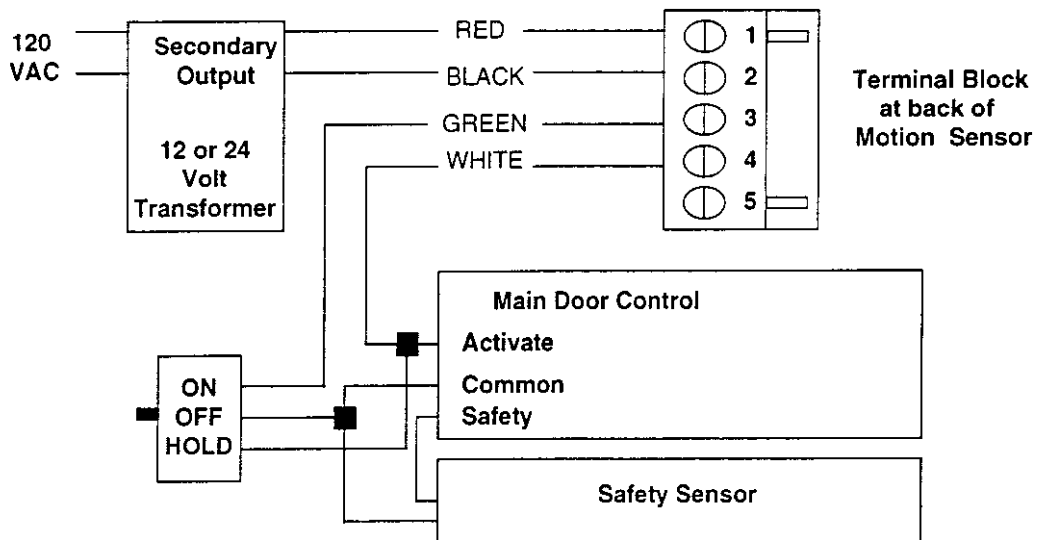 120
VAC
Secondary
Output
12 or 24
Volt
Transformer
RED
BLACK
GREEN
WHITE
1
2
3
4
5
Terminal Block
at back of
Motion Sensor
Main Door Control
Activate
Common
Safety
ON
OFF
HOLD
Safety Sensor